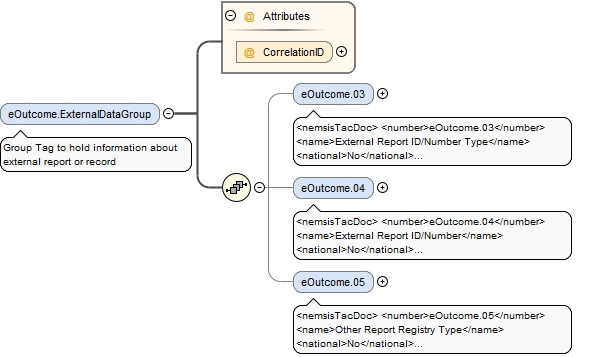 @ Attributes
@ CorrelationID
eOutcome.ExternalDataGroup
Group Tag to hold information about
external report or record
eOutcome.03
<nemsisTacDoc> <number>eOutcome.03</number>
<name>External Report ID/Number Type</name>
<national>No</national>...
eOutcome.04
<nemsisTacDoc> <number>eOutcome.04</number>
<name>External Report ID/Number</name>
<national>No</national>...
eOutcome.05
<nemsisTacDoc> <number>eOutcome.05</number>
<name>Other Report Registry Type</name>
<national>No</national>...